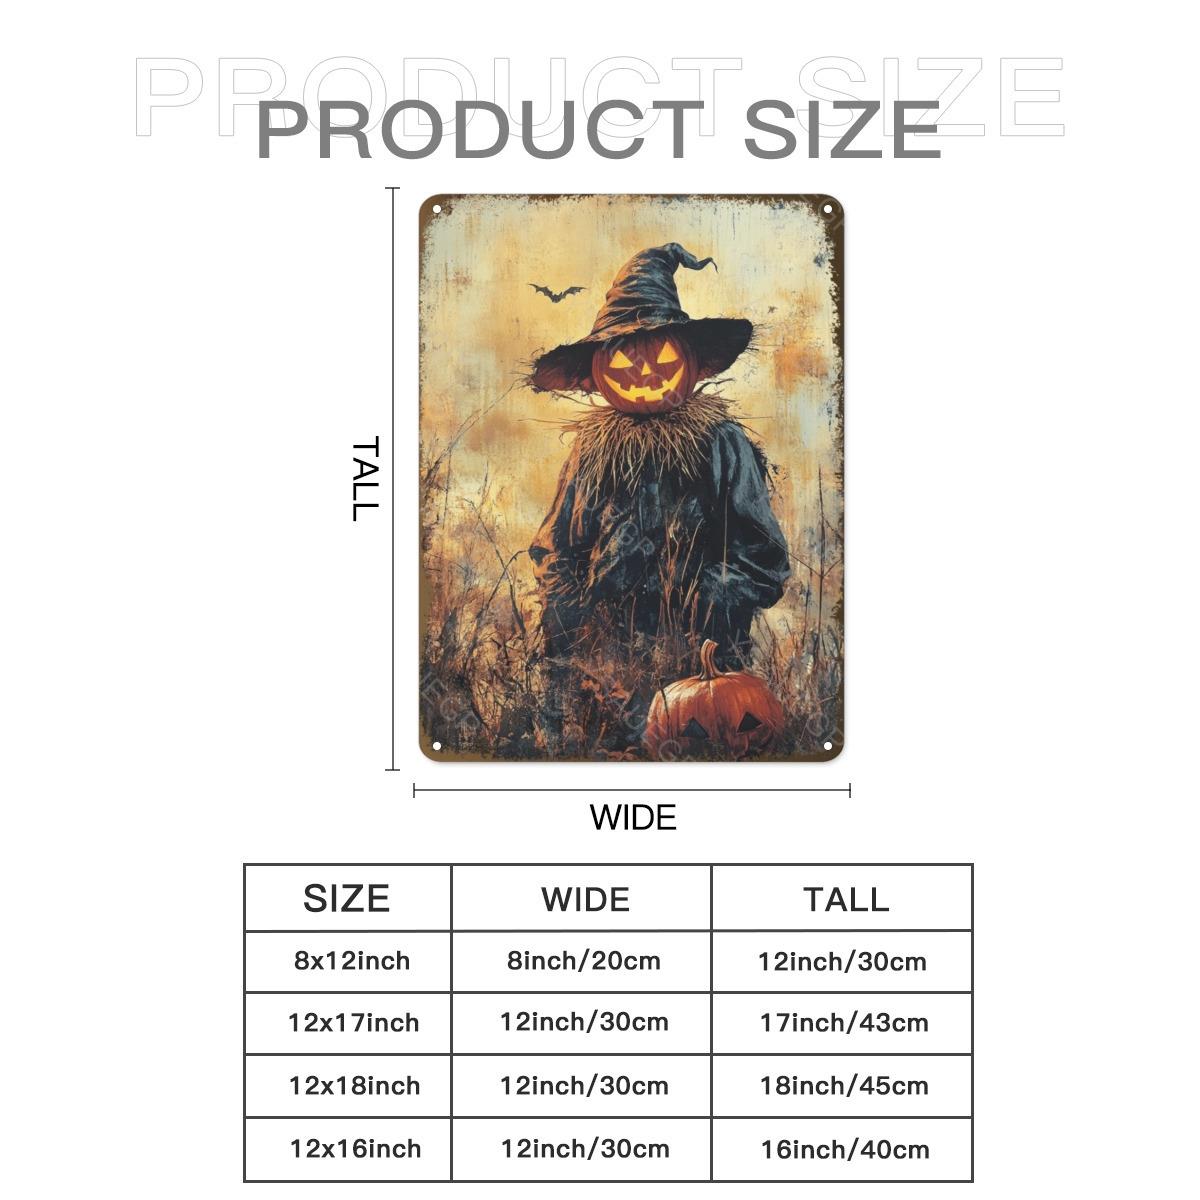 PRODUCT SIZE
PRODUCT SIZE
TALL
WIDE
SIZE WIDE TALL
8x12inch 8inch/20cm 12inch/30cm
12x17inch 12inch/30cm 17inch/43cm
12x18inch 12inch/30cm 18inch/45cm
12x16inch 12inch/30cm 16inch/40cm